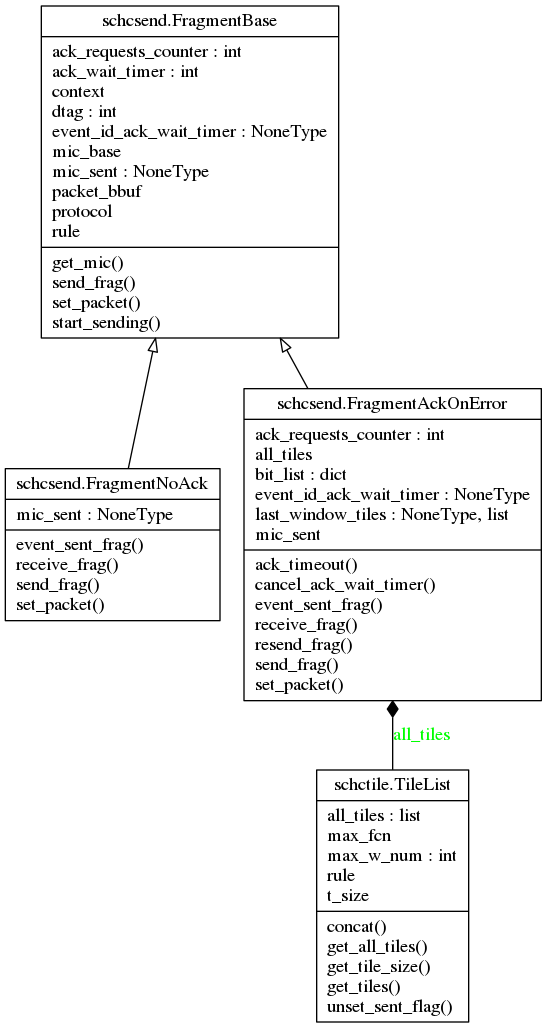 schcsend.FragmentBase
ack_requests_counter : int
ack_wait_timer : int
context
dtag : int
event_id_ack_wait_timer : NoneType
mic_base
mic_sent : NoneType
packet_bbuf
protocol
rule
get_mic()
send_frag()
set_packet()
start_sending()
schcsend.FragmentNoAck
mic_sent : NoneType
event_sent_frag()
receive_frag()
send_frag()
set_packet()
schcsend.FragmentAckOnError
ack_requests_counter : int
all_tiles
bit_list : dict
event_id_ack_wait_timer : NoneType
last_window_tiles : NoneType, list
mic_sent
ack_timeout()
cancel_ack_wait_timer()
event_sent_frag()
receive_frag()
resend_frag()
send_frag()
set_packet()
all_tiles
schctile.TileList
all_tiles : list
max_fcn
max_w_num : int
rule
t_size
concat()
get_all_tiles()
get_tile_size()
get_tiles()
unset_sent_flag()